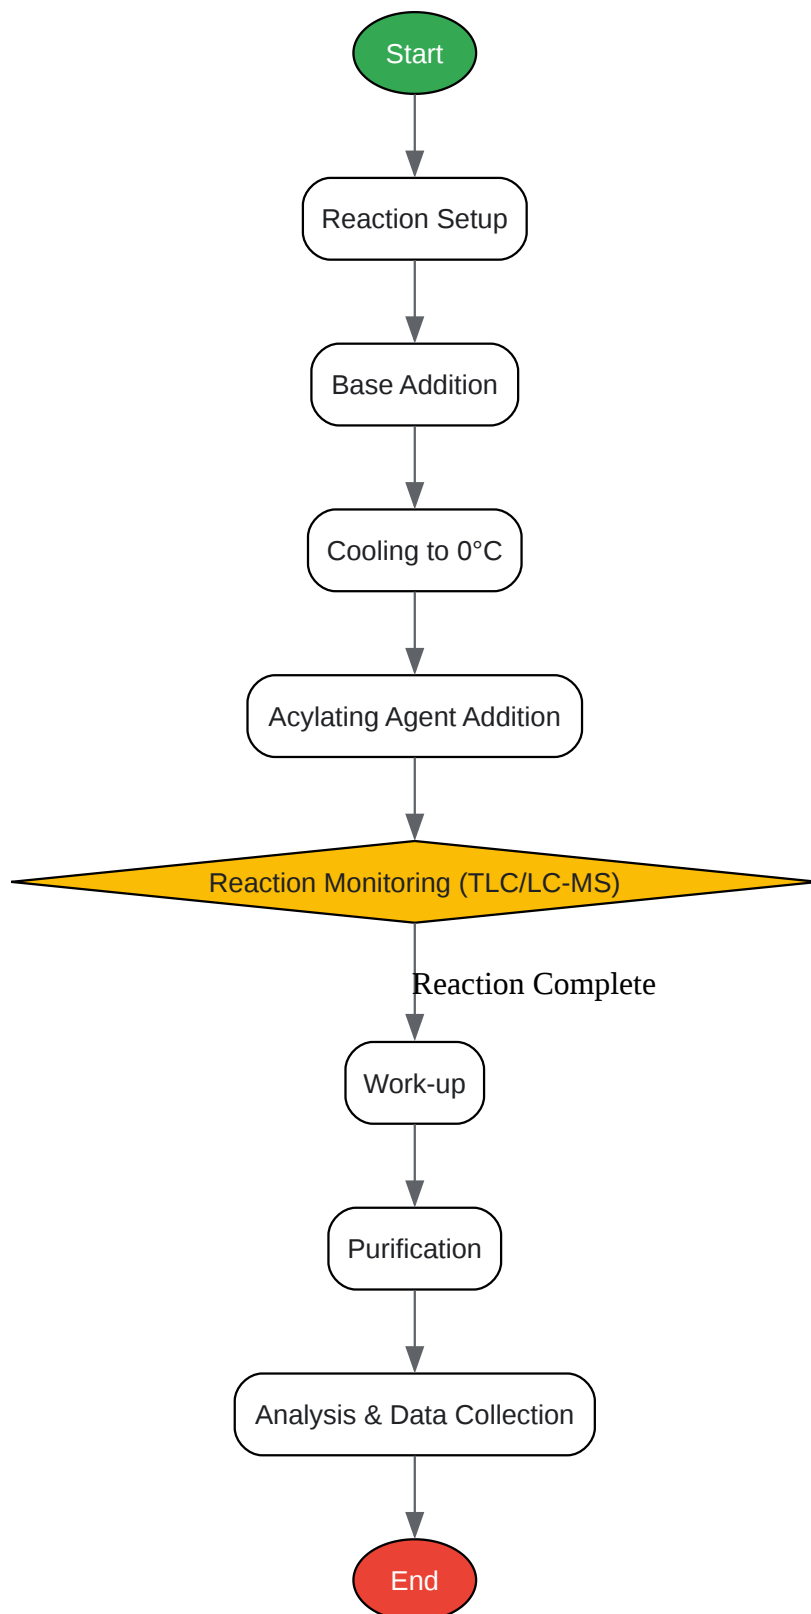 Start
Reaction Setup
Base Addition
Cooling to 0°C
Acylating Agent Addition
Reaction Monitoring (TLC/LC-MS)
Reaction Complete
Work-up
Purification
Analysis & Data Collection
End